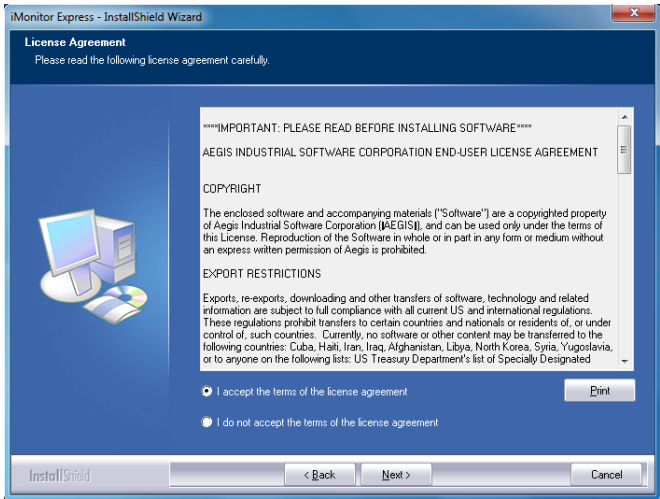 iMonitor Express - InstallShield Wizard
License Agreement
Please read the following license agreement carefully.
****IMPORTANT: PLEASE READ BEFORE INSTALLING SOFTWARE****
AEGIS INDUSTRIAL SOFTWARE CORPORATION END-USER LICENSE AGREEMENT
COPYRIGHT
The enclosed software and accompanying materials ("Software") are a copyrighted property
of Aegis Industrial Software Corporation (|AEGIS|), and can be used only under the terms of
this License. Reproduction of the Software in whole or in part in any form or medium without
an express written permission of Aegis is prohibited.
EXPORT RESTRICTIONS
Exports, re-exports, downloading and other transfers of software, technology and related
information are subject to full compliance with all current US and international regulations.
These regulations prohibit transfers to certain countries and nationals or residents of, or under
control of, such countries. Currently, no software or other content may be transferred to the
following countries: Cuba, Haiti, Iran, Iraq, Afghanistan, Libya, North Korea, Syria, Yugoslavia,
or to anyone on the following lists: US Treasury Department's list of Specially Designated
I accept the terms of the license agreement
Print
I do not accept the terms of the license agreement
InstallShield
< Back
Next >
Cancel